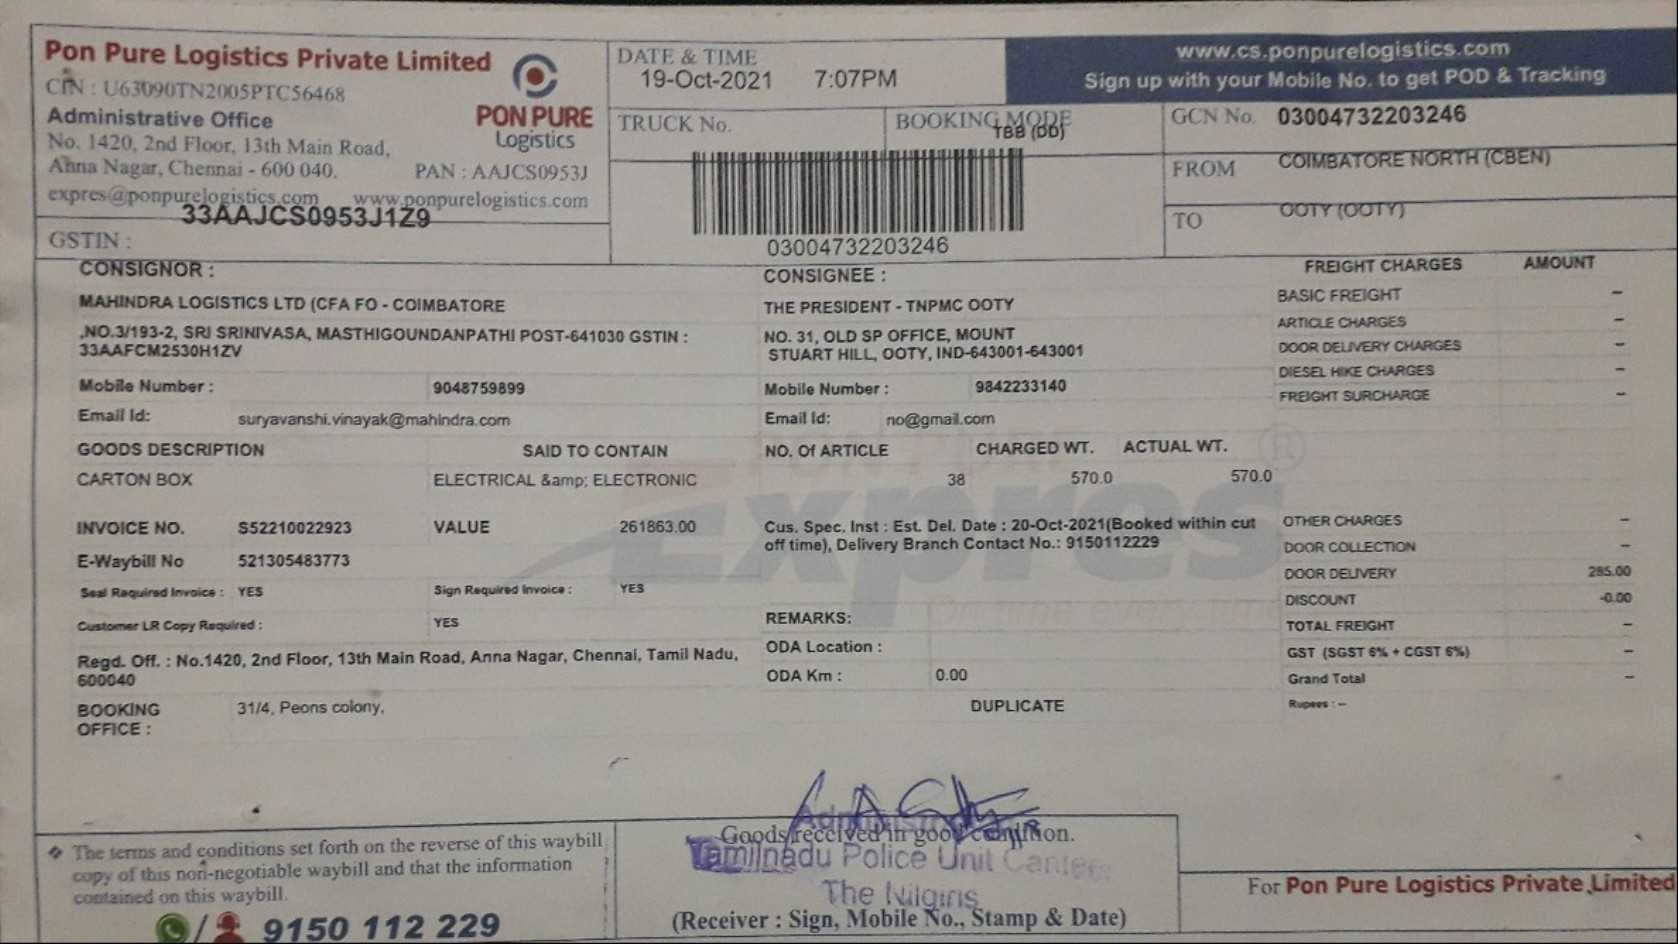 Pon Pure Logistics Private Limited
CIN : U63090TN2005PTC56468
Administrative Office
No. 1420, 2nd Floor, 13th Main Road,
Anna Nagar, Chennai - 600 040. PAN : AAJCS0953J
expres@ponpurelogistics.com www.ponpurelogistics.com
33AAJCS0953J1Z9
GSTIN :
PON PURE
Logistics
DATE & TIME
19-Oct-2021 7:07PM
TRUCK No.
BOOKING MODE
TBB (DD)
03004732203246
www.cs.ponpurelogistics.com
Sign up with your Mobile No. to get POD & Tracking
GCN No. 03004732203246
FROM COIMBATORE NORTH (CBEN)
TO OOTY (OOTY)
CONSIGNOR :
MAHINDRA LOGISTICS LTD (CFA FO - COIMBATORE
,NO.3/193-2, SRI SRINIVASA, MASTHIGOUNDANPATHI POST-641030 GSTIN :
33AAFCM2530H1ZV
Mobile Number : 9048759899
Email Id: suryavanshi.vinayak@mahindra.com
CONSIGNEE :
THE PRESIDENT - TNPMC OOTY
NO. 31, OLD SP OFFICE, MOUNT
STUART HILL, OOTY, IND-643001-643001
Mobile Number : 9842233140
Email Id: no@gmail.com
GOODS DESCRIPTION SAID TO CONTAIN NO. Of ARTICLE CHARGED WT. ACTUAL WT.
CARTON BOX ELECTRICAL &amp; ELECTRONIC 38 570.0 570.0
INVOICE NO. S52210022923 VALUE 261863.00
E-Waybill No 521305483773
Seal Required Invoice : YES Sign Required Invoice : YES
Customer LR Copy Required : YES
Regd. Off. : No.1420, 2nd Floor, 13th Main Road, Anna Nagar, Chennai, Tamil Nadu,
600040
BOOKING 31/4, Peons colony,
OFFICE :
Cus. Spec. Inst : Est. Del. Date : 20-Oct-2021(Booked within cut
off time), Delivery Branch Contact No.: 9150112229
REMARKS:
ODA Location :
ODA Km : 0.00
DUPLICATE
Expres
FREIGHT CHARGES AMOUNT
BASIC FREIGHT --
ARTICLE CHARGES --
DOOR DELIVERY CHARGES --
DIESEL HIKE CHARGES --
FREIGHT SURCHARGE --
OTHER CHARGES --
DOOR COLLECTION --
DOOR DELIVERY 285.00
DISCOUNT -0.00
TOTAL FREIGHT --
GST (SGST 6% + CGST 6%) --
Grand Total --
Rupees : --
The terms and conditions set forth on the reverse of this waybill
copy of this non-negotiable waybill and that the information
contained on this waybill.
9150 112 229
Goods received in good condition.
Tamilnadu Police Unit Canteen
The Nilgiris
(Receiver : Sign, Mobile No., Stamp & Date)
For Pon Pure Logistics Private Limited